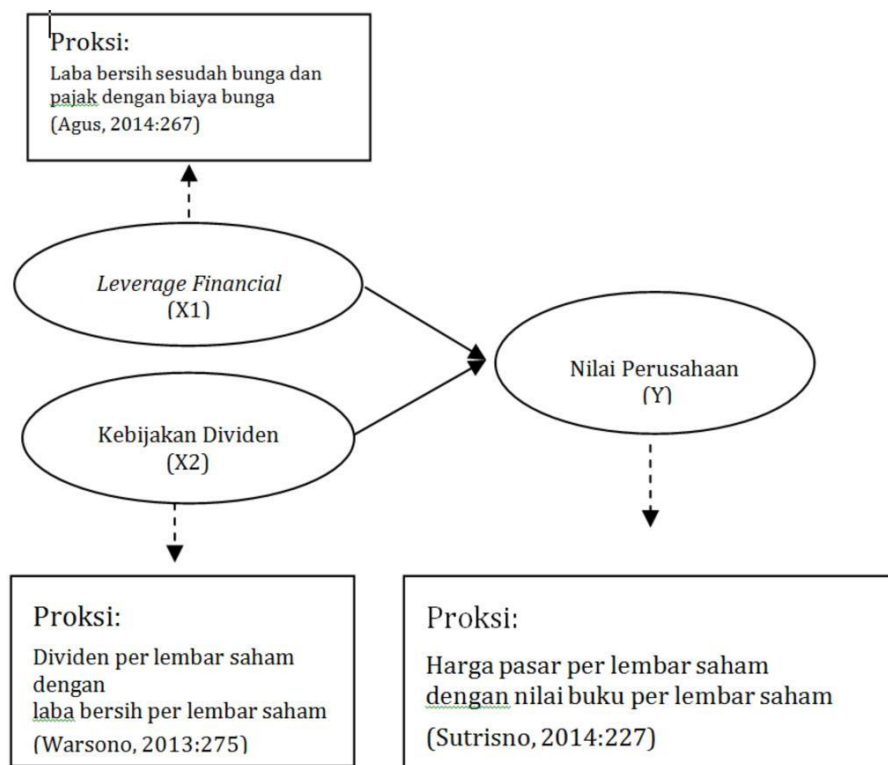 Proksi:
Laba bersih sesudah bunga dan
pajak dengan biaya bunga
(Agus, 2014:267)
Leverage Financial
(X1)
Nilai Perusahaan
(Y)
Kebijakan Dividen
(X2)
Proksi:
Dividen per lembar saham
dengan
laba bersih per lembar saham
(Warsono, 2013:275)
Proksi:
Harga pasar per lembar saham
dengan nilai buku per lembar saham
(Sutrisno, 2014:227)